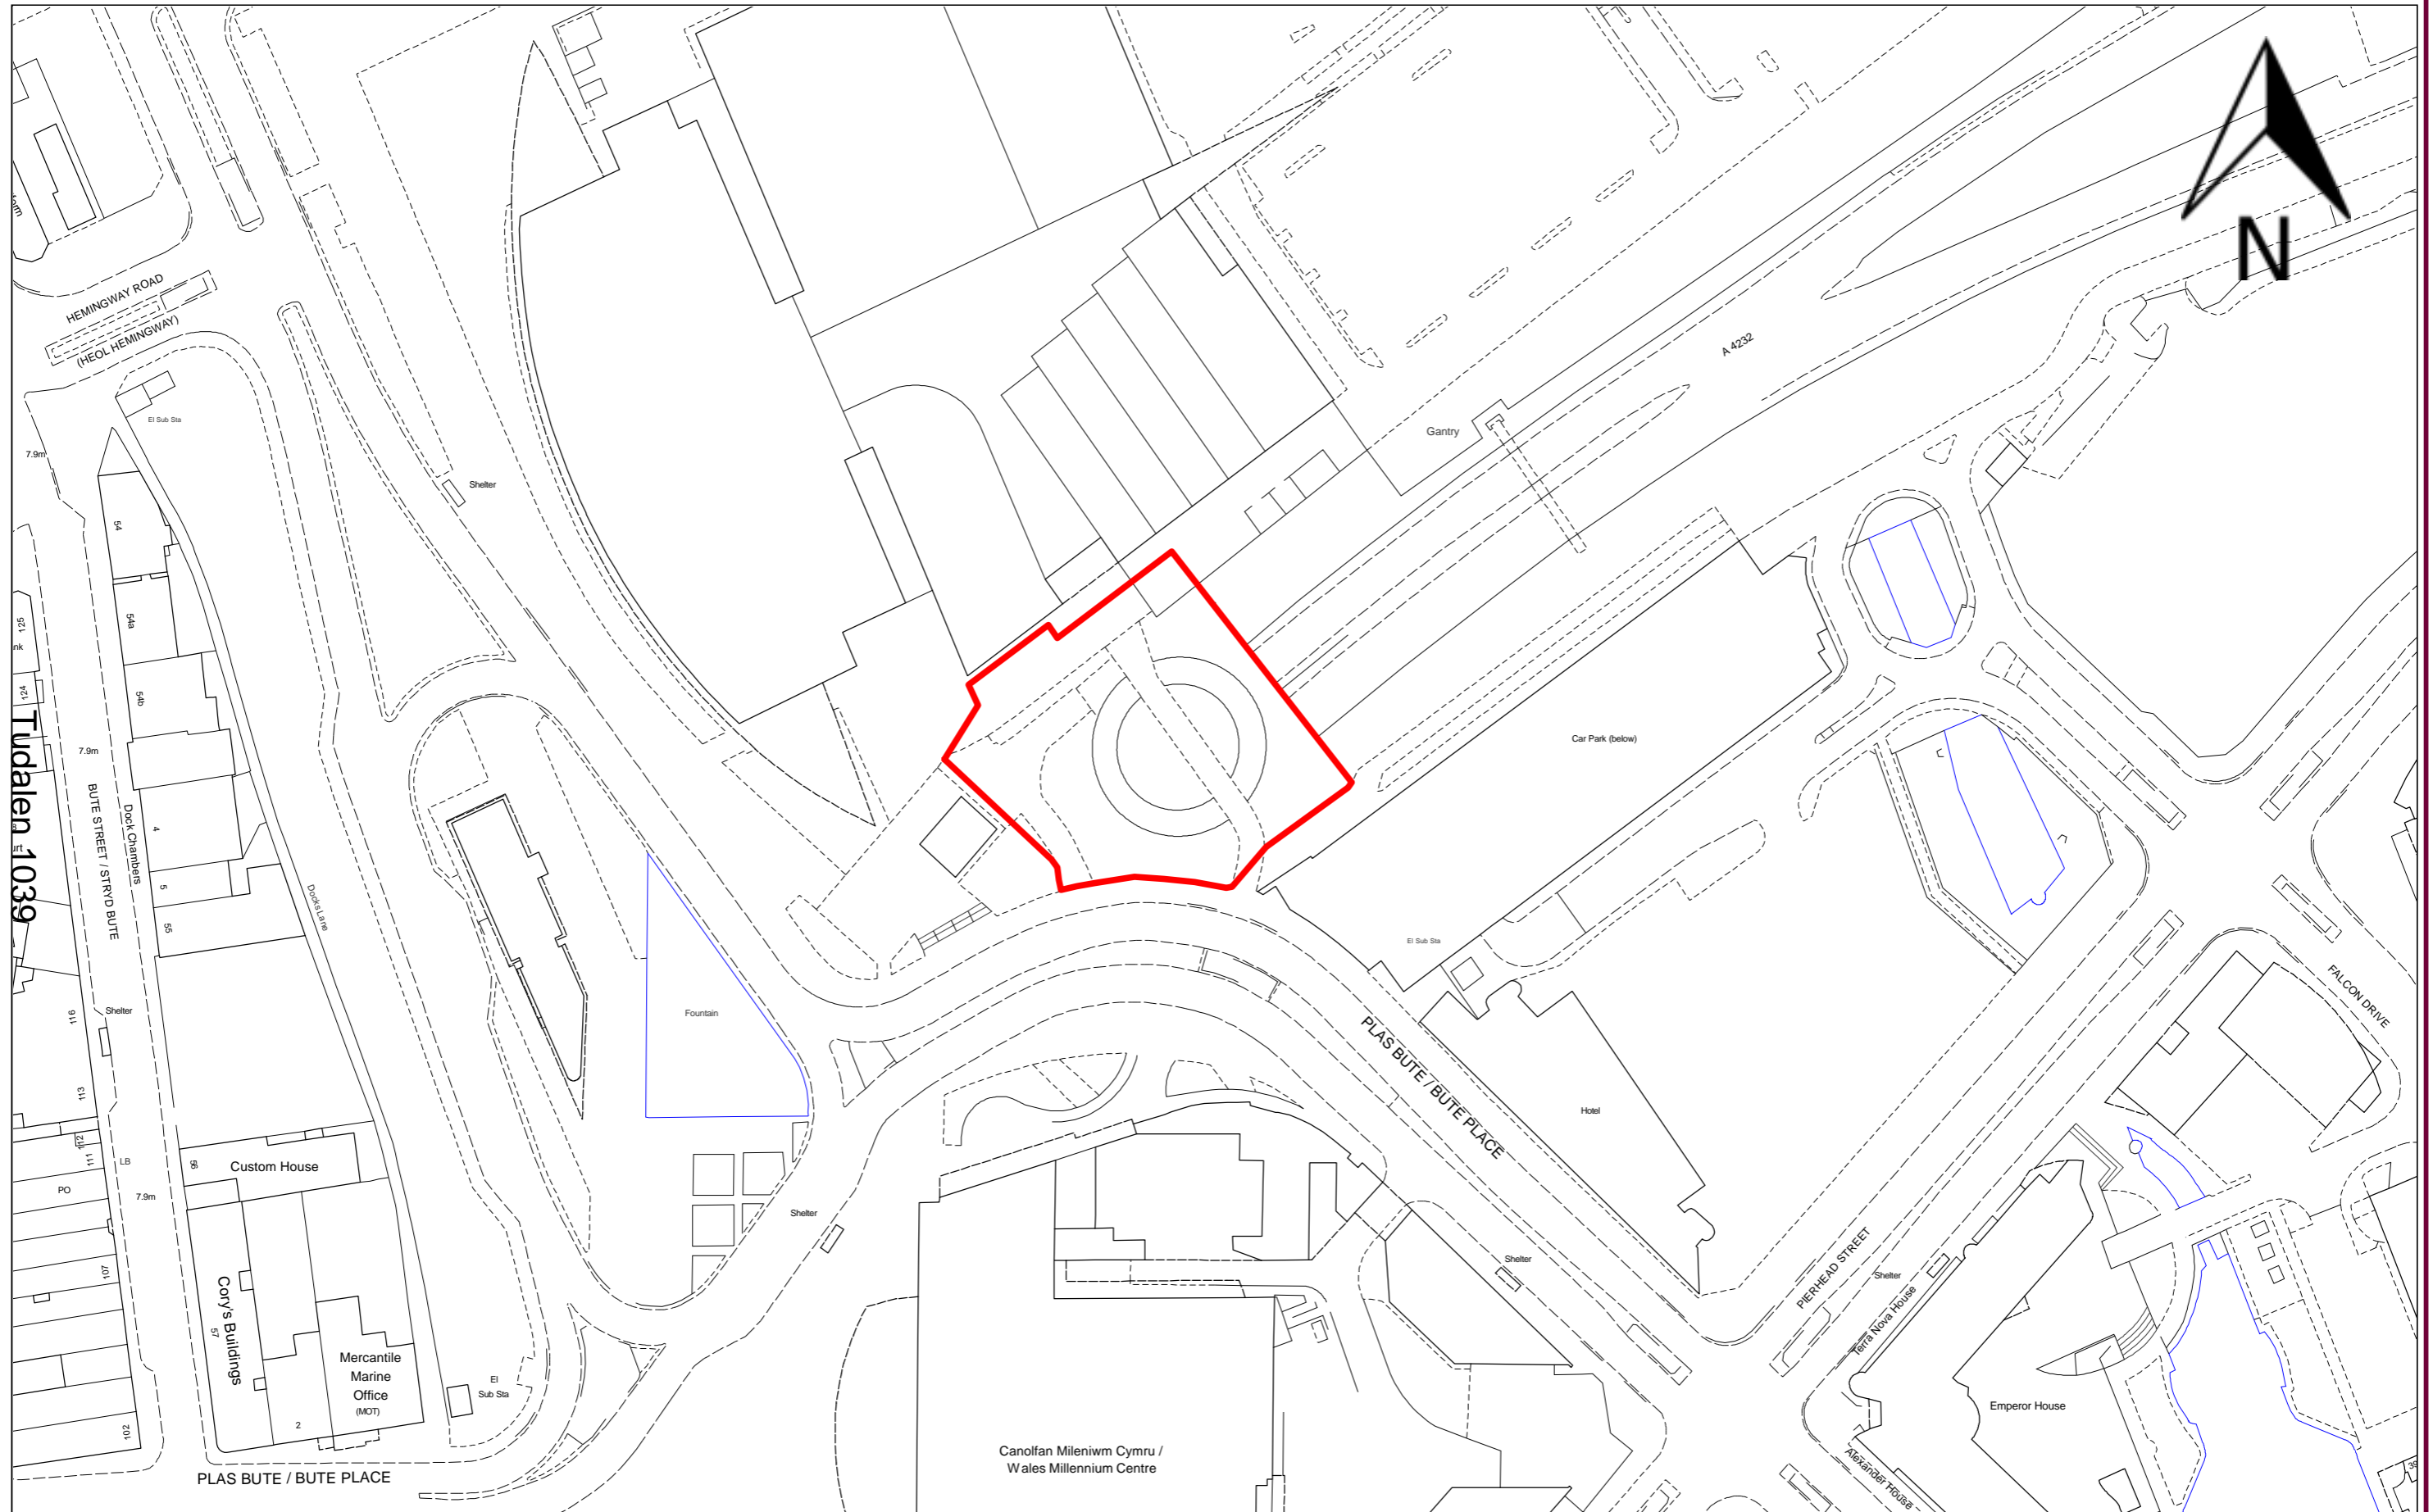 N
HEMINGWAY ROAD
(HEOL HEMINGWAY)
El Sub Sta
7.9m
Shelter
A 4232
Gantry
54
54a
54b
125
124
7.9m
BUTE STREET / STRYD BUTE
Dock Chambers
4
5
55
Docks Lane
Tudalen 1039
Car Park (below)
El Sub Sta
Fountain
116
Shelter
113
112
111
LB
PO
7.9m
56
Custom House
107
Cory's Buildings
57
Mercantile
Marine
Office
(MOT)
2
102
El
Sub Sta
PLAS BUTE / BUTE PLACE
Shelter
PLAS BUTE / BUTE PLACE
Hotel
Shelter
FALCON DRIVE
PIERHEAD STREET
Shelter
Terra Nova House
Emperor House
Alexander House
Canolfan Mileniwm Cymru /
Wales Millennium Centre
39